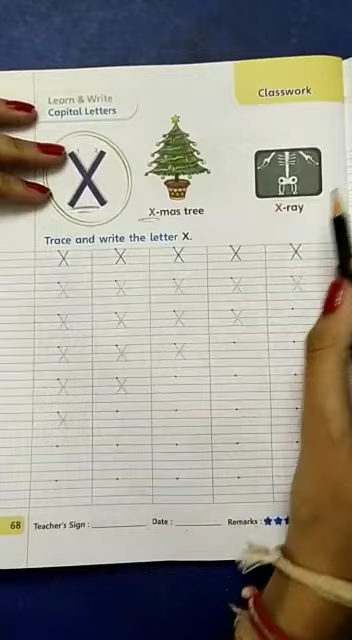 Learn & Write
Capital Letters
Classwork
X
X-mas tree
X-ray
Trace and write the letter X.
X X X X X
X X X X X
X X X X
X X X
X X
X
68 Teacher's Sign : Date : Remarks :